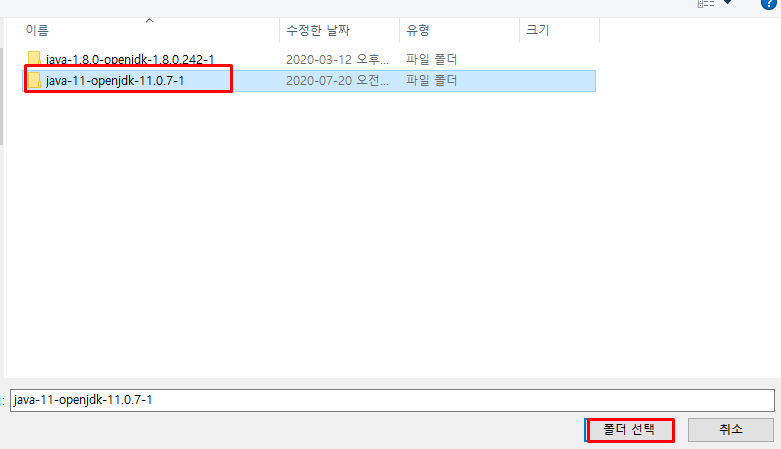 ?
이름 수정한 날짜 유형 크기
java-1.8.0-openjdk-1.8.0.242-1 2020-03-12 오후... 파일 폴더
java-11-openjdk-11.0.7-1 2020-07-20 오전... 파일 폴더
: java-11-openjdk-11.0.7-1
폴더 선택 취소